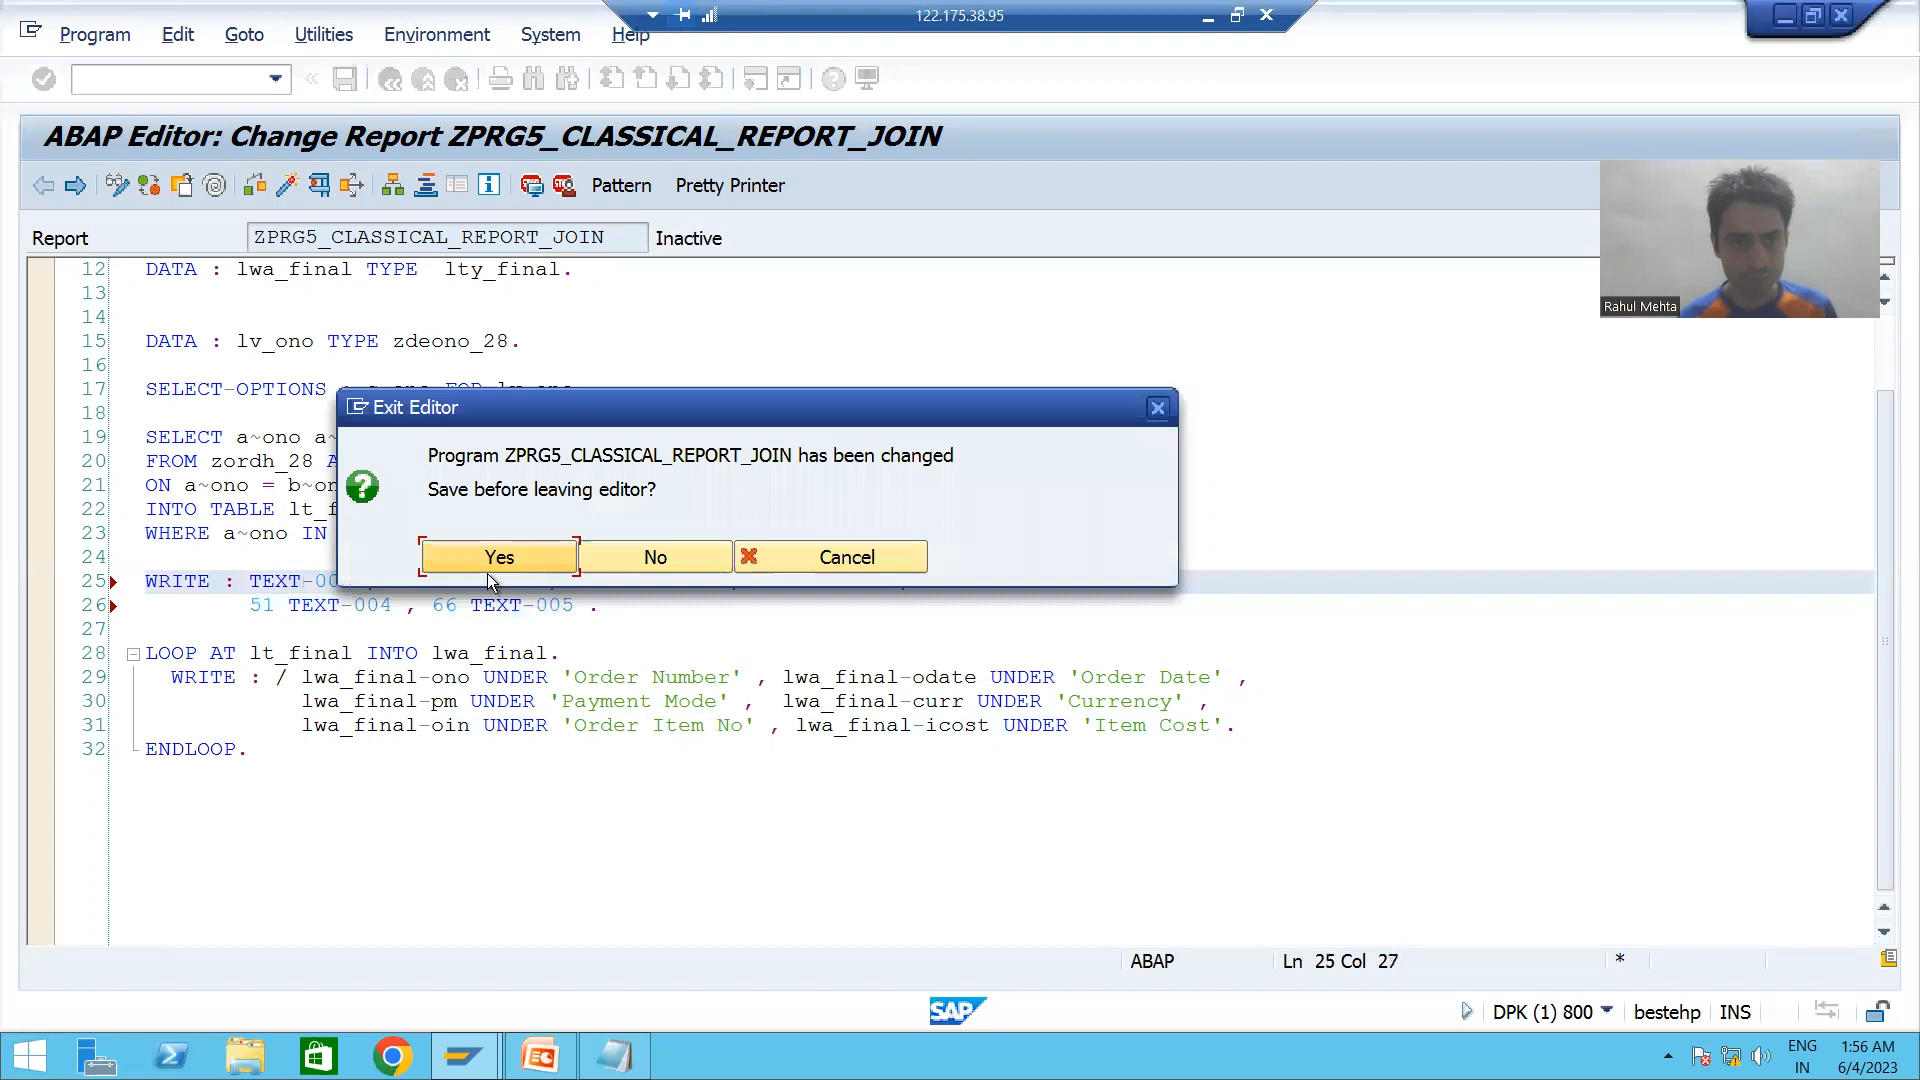 122.175.38.95
Program Edit Goto Utilities Environment System Help
ABAP Editor: Change Report ZPRG5_CLASSICAL_REPORT_JOIN
Pattern Pretty Printer
Report ZPRG5_CLASSICAL_REPORT_JOIN Inactive
Rahul Mehta
12 DATA : lwa_final TYPE lty_final.
13
14
15 DATA : lv_ono TYPE zdeono_28.
16
17 SELECT-OPTIONS
18
19 SELECT a~ono
20 FROM zordh_28
21 ON a~ono =
22 INTO TABLE
23 WHERE a~ono IN
24
25 WRITE :
26 51 TEXT-004 , 66 TEXT-005 .
27
28 LOOP AT lt_final INTO lwa_final.
29 WRITE : / lwa_final-ono UNDER 'Order Number' , lwa_final-odate UNDER 'Order Date' ,
30 lwa_final-pm UNDER 'Payment Mode' , lwa_final-curr UNDER 'Currency' ,
31 lwa_final-oin UNDER 'Order Item No' , lwa_final-icost UNDER 'Item Cost'.
32 ENDLOOP.
Exit Editor
Program ZPRG5_CLASSICAL_REPORT_JOIN has been changed
Save before leaving editor?
Yes No Cancel
ABAP Ln 25 Col 27 *
SAP
DPK (1) 800 bestehp INS
ENG 1:56 AM
IN 6/4/2023